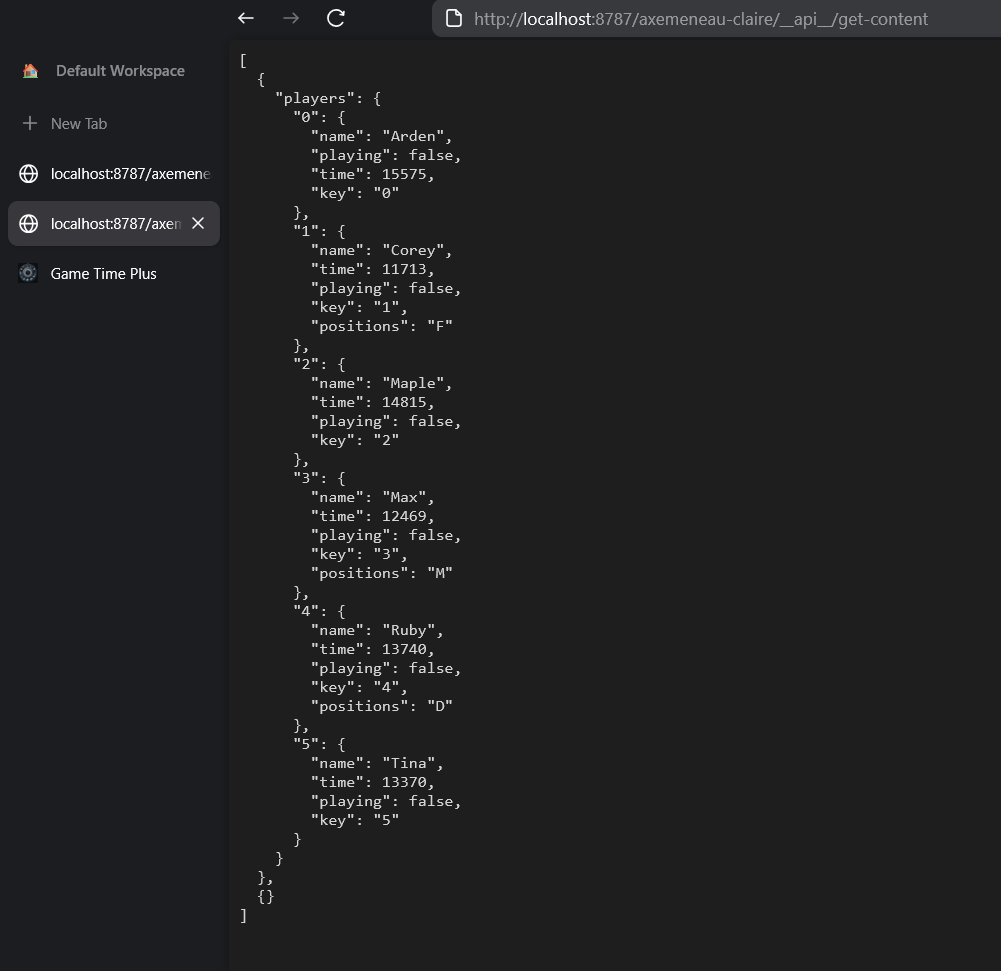 http://localhost:8787/axemeneau-claire/__api__/get-content
Default Workspace
New Tab
localhost:8787/axemene
localhost:8787/axem
Game Time Plus
[
  {
    "players": {
      "0": {
        "name": "Arden",
        "playing": false,
        "time": 15575,
        "key": "0"
      },
      "1": {
        "name": "Corey",
        "time": 11713,
        "playing": false,
        "key": "1",
        "positions": "F"
      },
      "2": {
        "name": "Maple",
        "time": 14815,
        "playing": false,
        "key": "2"
      },
      "3": {
        "name": "Max",
        "time": 12469,
        "playing": false,
        "key": "3",
        "positions": "M"
      },
      "4": {
        "name": "Ruby",
        "time": 13740,
        "playing": false,
        "key": "4",
        "positions": "D"
      },
      "5": {
        "name": "Tina",
        "time": 13370,
        "playing": false,
        "key": "5"
      }
    }
  },
  {}
]